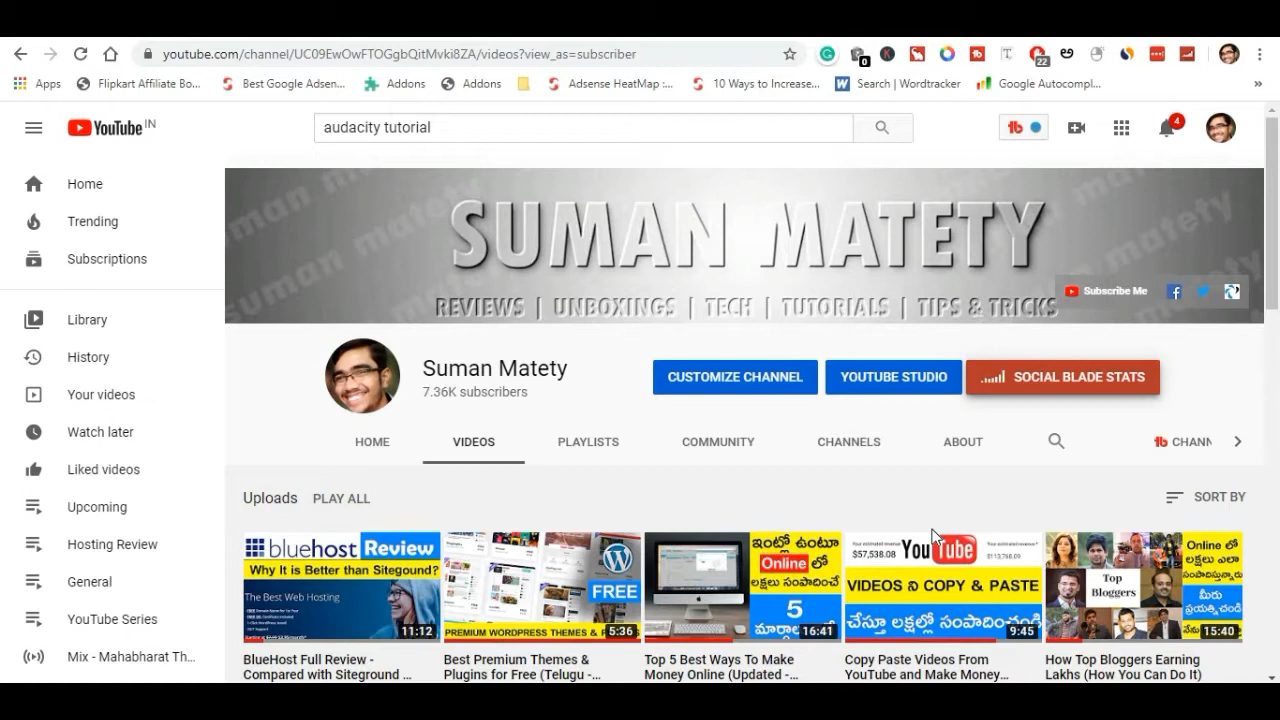 youtube.com/channel/UC09EwOwFTOGgbQitMvki8ZA/videos?view_as=subscriber
0
22
Apps Flipkart Affiliate Bo... Best Google Adsen... Addons Addons Adsense HeatMap :... 10 Ways to Increase... Search | Wordtracker Google Autocompl...
YouTube IN
audacity tutorial
4
Home
Trending
Subscriptions
Library
History
Your videos
Watch later
Liked videos
Upcoming
Hosting Review
General
YouTube Series
Mix - Mahabharat Th...
SUMAN MATETY
REVIEWS | UNBOXINGS | TECH | TUTORIALS | TIPS & TRICKS
Subscribe Me
Suman Matety
7.36K subscribers
CUSTOMIZE CHANNEL YOUTUBE STUDIO SOCIAL BLADE STATS
HOME VIDEOS PLAYLISTS COMMUNITY CHANNELS ABOUT CHANN
Uploads PLAY ALL SORT BY
bluehost Review
Why It is Better than Sitegound?
The Best Web Hosting
11:12
BlueHost Full Review -
Compared with Siteground ...
FREE
PREMIUM WORDPRESS THEMES &
5:36
Best Premium Themes &
Plugins for Free (Telugu -...
ఇంట్లో ఉంటూ
Online లో
లక్షలు సంపాదించే
5
16:41
Top 5 Best Ways To Make
Money Online (Updated -...
$57,538.08 YouTube
VIDEOS ని COPY & PASTE
చేస్తూ లక్షల్లో సంపాదించండి
9:45
Copy Paste Videos From
YouTube and Make Money...
Top
Bloggers
Online లో
లక్షలు ఎలా
సంపాదిస్తున్నారు
మీరు
ప్రయత్నించండి
15:40
How Top Bloggers Earning
Lakhs (How You Can Do It)